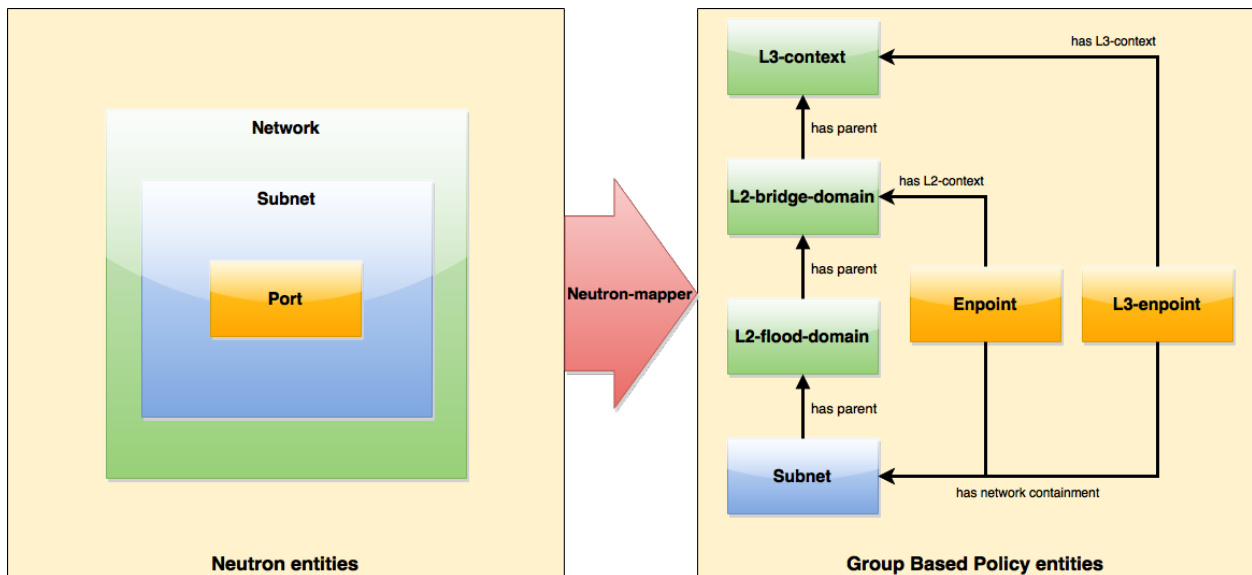 Network
Subnet
Port
Neutron entities
Neutron-mapper
L3-context
has L3-context
has parent
L2-bridge-domain
has L2-context
has parent
L2-flood-domain
Enpoint
L3-enpoint
has parent
Subnet
has network containment
Group Based Policy entities